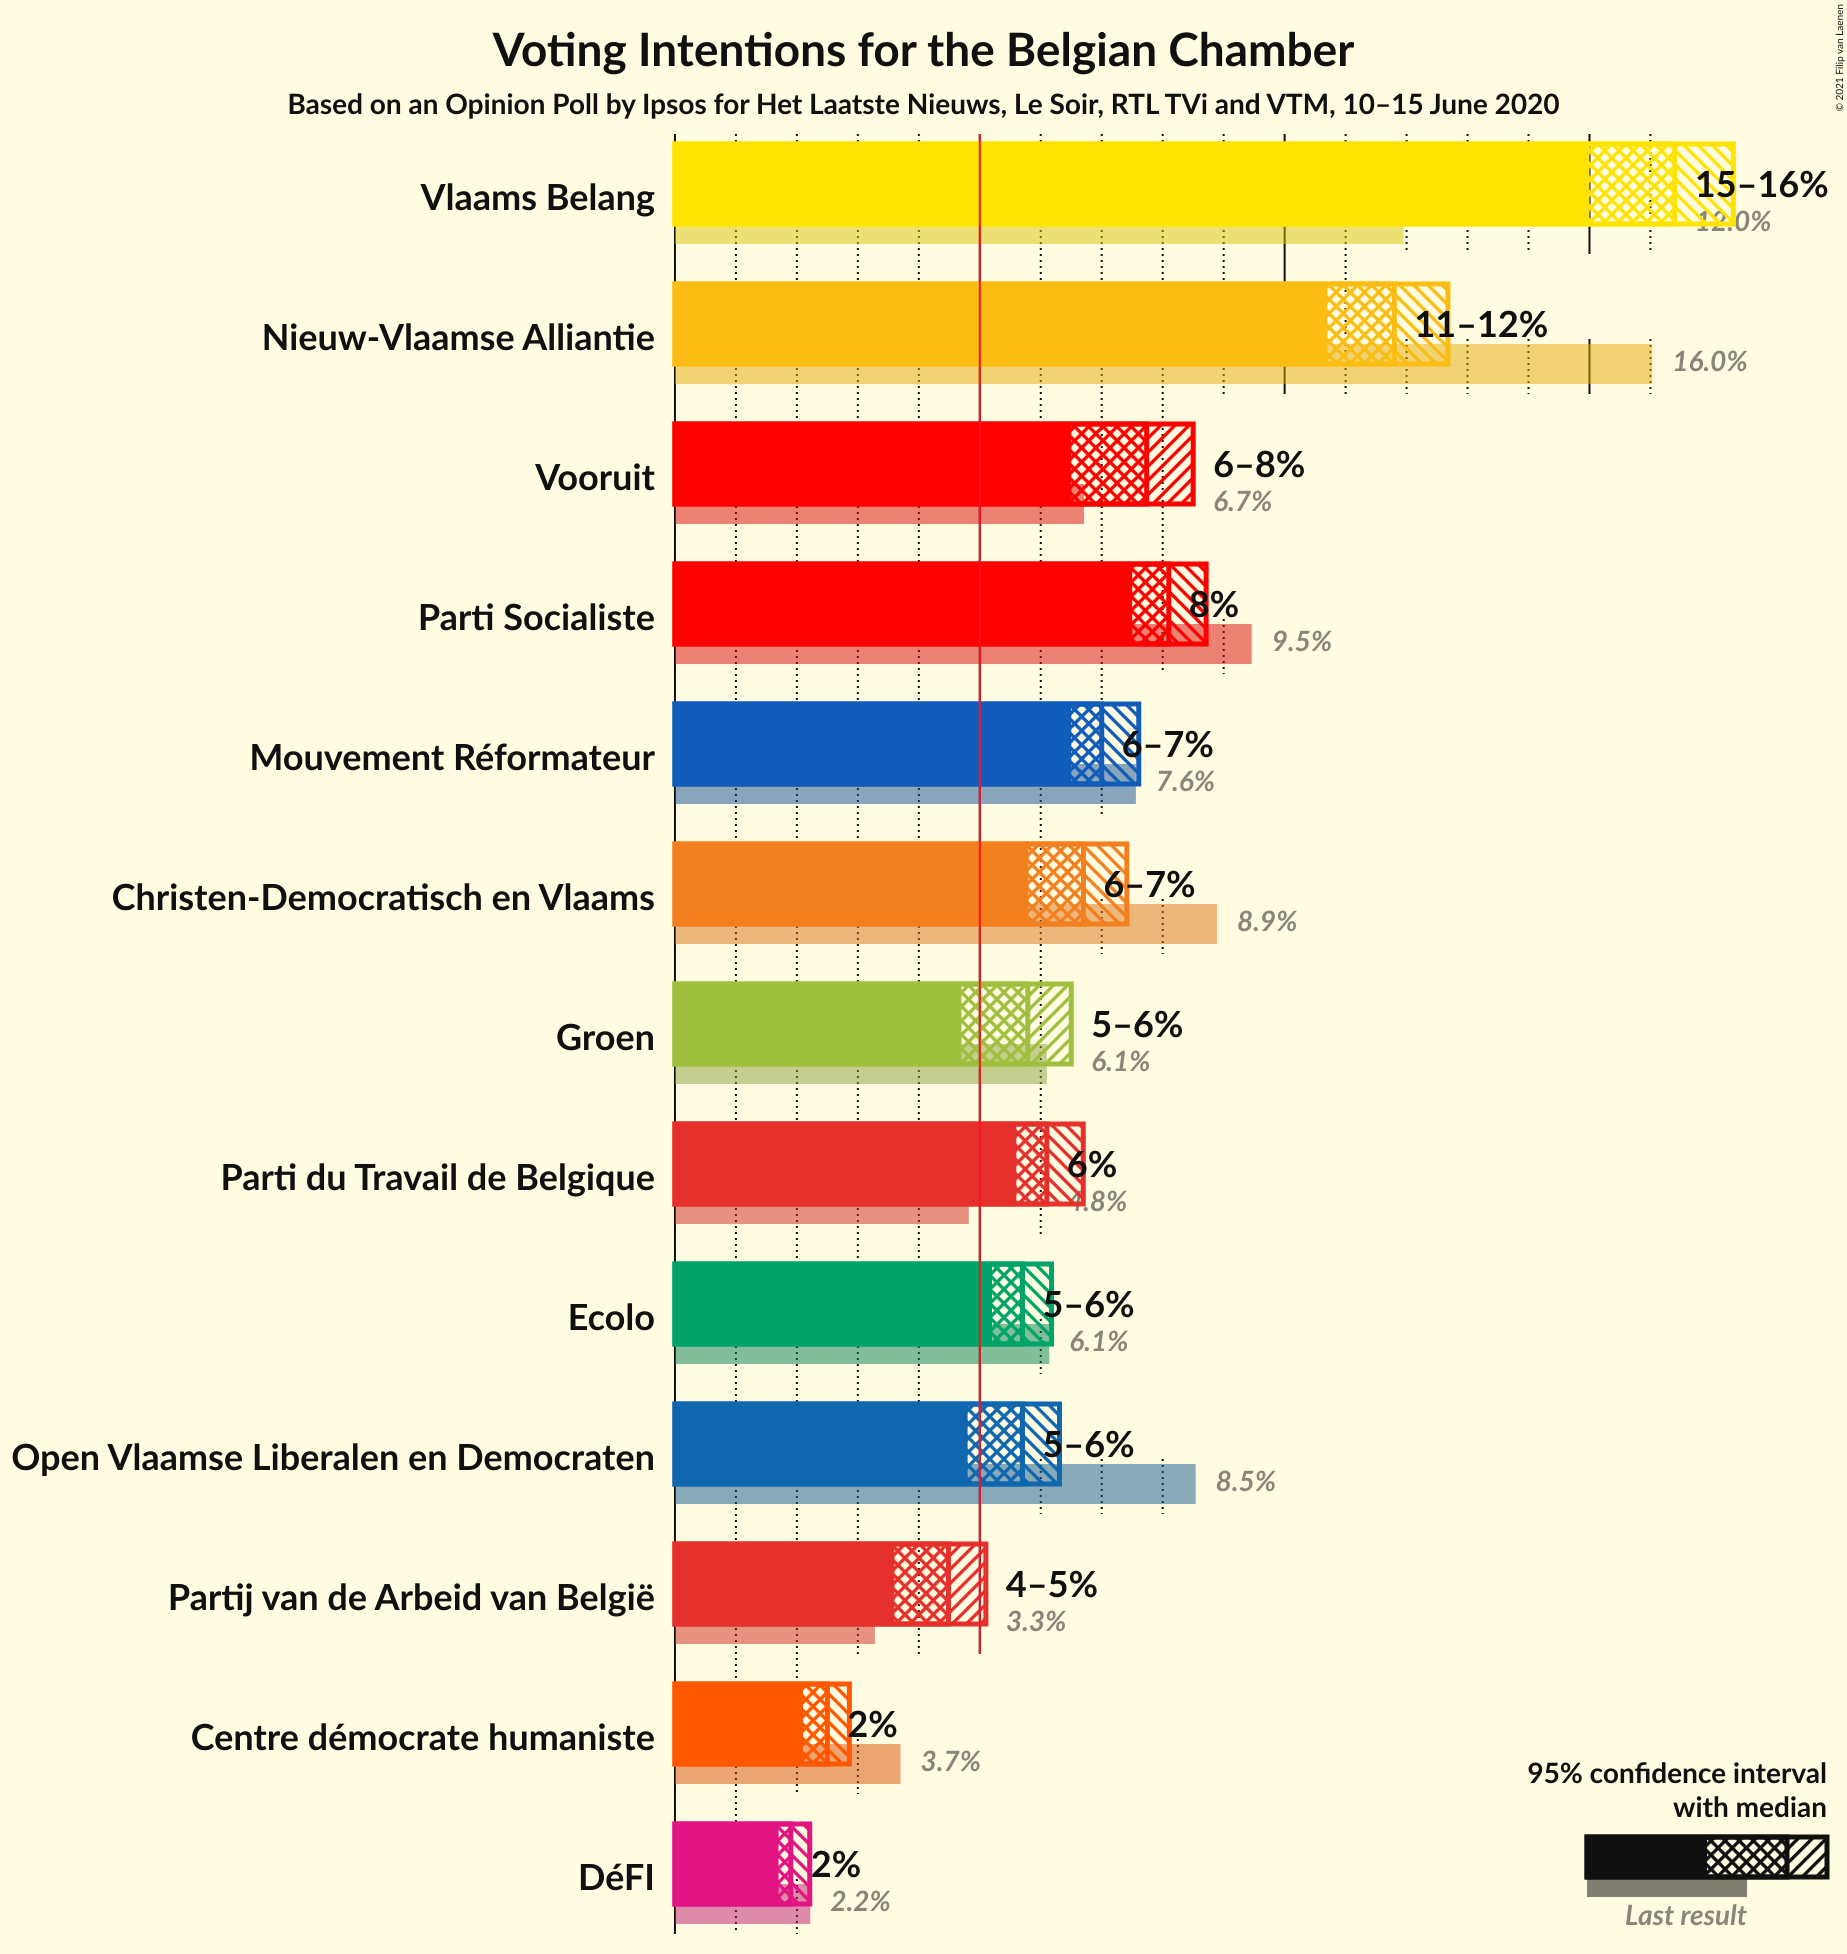 Voting Intentions for the Belgian Chamber
Based on an Opinion Poll by Ipsos for Het Laatste Nieuws, Le Soir, RTL TVi and VTM, 10–15 June 2020
© 2021 Filip van Laenen
Vlaams Belang
15–16%
12.0%
Nieuw-Vlaamse Alliantie
11–12%
16.0%
Vooruit
6–8%
6.7%
Parti Socialiste
8%
9.5%
Mouvement Réformateur
6–7%
7.6%
Christen-Democratisch en Vlaams
6–7%
8.9%
Groen
5–6%
6.1%
Parti du Travail de Belgique
6%
4.8%
Ecolo
5–6%
6.1%
Open Vlaamse Liberalen en Democraten
5–6%
8.5%
Partij van de Arbeid van België
4–5%
3.3%
Centre démocrate humaniste
2%
3.7%
DéFI
2%
2.2%
95% confidence interval
with median
Last result